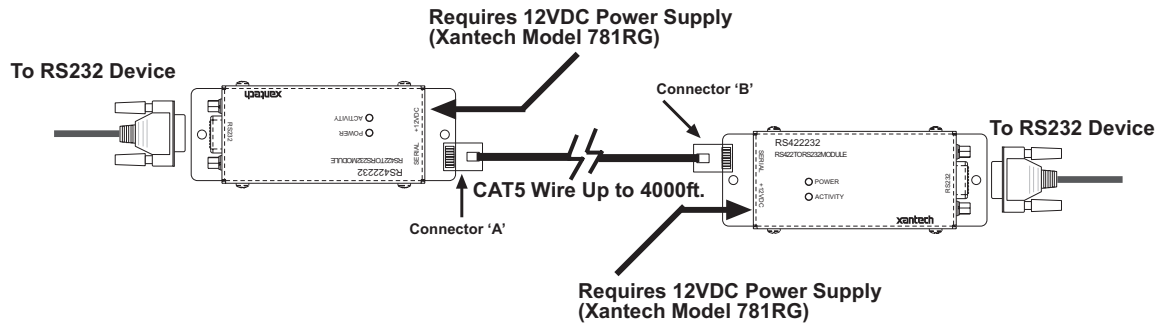 Requires 12VDC Power Supply
(Xantech Model 781RG)
To RS232 Device
xantech
ACTIVITY
POWER
RS232
+12VDC
SERIAL
RS422TORS232MODULE
RS422232
Connector ‘B’
CAT5 Wire Up to 4000ft.
Connector ‘A’
To RS232 Device
RS422232
RS422TORS232MODULE
SERIAL
+12VDC
POWER
ACTIVITY
RS232
xantech
Requires 12VDC Power Supply
(Xantech Model 781RG)